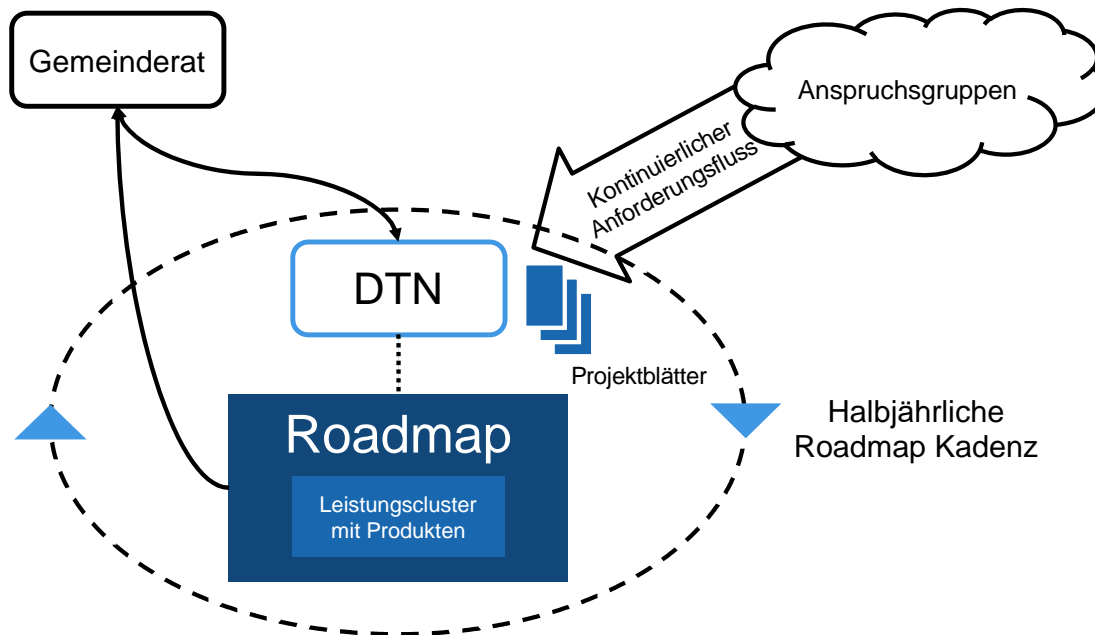 Gemeinderat
Anspruchsgruppen
Kontinuierlicher
Anforderungsfluss
DTN
Projektblätter
Roadmap
Leistungscluster
mit Produkten
Halbjährliche
Roadmap Kadenz